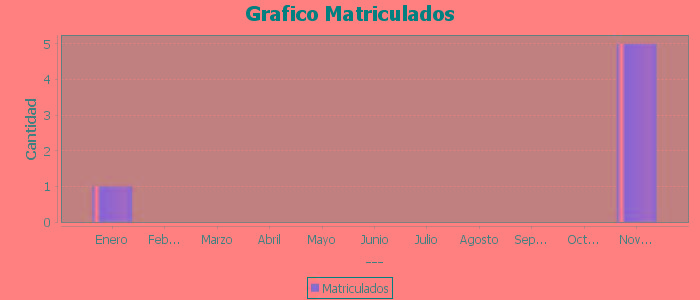 Grafico Matriculados
Cantidad
5
4
3
2
1
0
Enero Feb... Marzo Abril Mayo Junio Julio Agosto Sep... Oct... Nov...
---
Matriculados